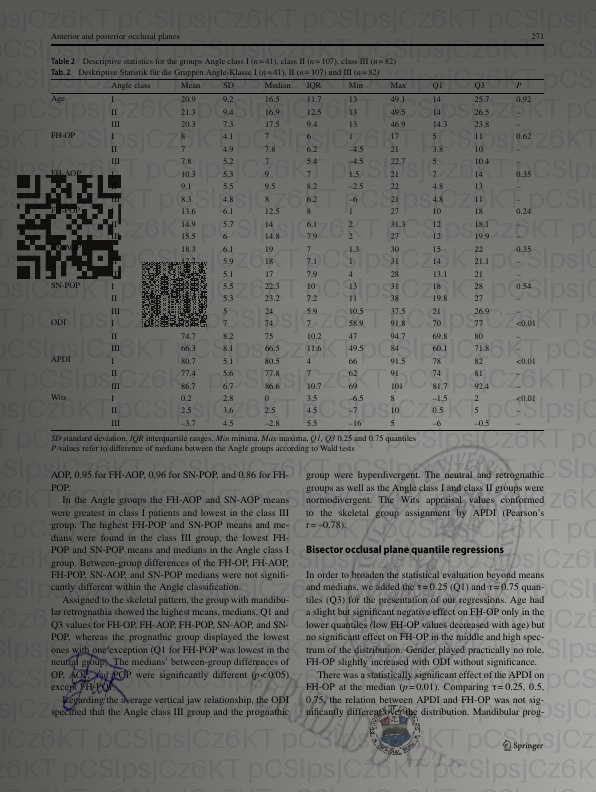 Anterior and posterior occlusal planes 271
Table 2 Descriptive statistics for the groups Angle class I (n=41), class II (n=107), class III (n=82)
Tab. 2 Deskriptive Statistik für die Gruppen Angle-Klasse I (n=41), II (n=107) und III (n=82)
Angle class Mean SD Median IQR Min Max Q1 Q3 P
Age I 20.9 9.2 16.5 11.7 13 49.1 14 25.7 0.92
II 21.3 9.4 16.9 12.5 13 49.5 14 26.5 –
III 20.3 7.3 17.5 9.4 13 46.9 14.3 23.8 –
FH-OP I 8 4.1 7 6 1 17 5 11 0.62
II 7 4.9 7.8 6.2 –4.5 21 3.8 10 –
III 7.8 5.2 7 5.4 –4.5 22.7 5 10.4 –
FH-AOP I 10.3 5.3 9 7 1.5 21 7 14 0.35
II 9.1 5.5 9.5 8.2 –2.5 22 4.8 13 –
III 8.3 4.8 8 6.2 –6 21 4.8 11 –
I 13.6 6.1 12.5 8 1 27 10 18 0.24
II 14.9 5.7 14 6.1 2 31.3 12 18.1 –
III 15.5 6 14.8 7.9 2 27 12 19.9 –
18.3 6.1 19 7 1.3 30 15 22 0.35
5.9 18 7.1 1 31 14 21.1 –
5.1 17 7.9 4 28 13.1 21 –
SN-POP I 5.5 22.3 10 13 31 18 28 0.54
II 5.3 23.2 7.2 11 38 19.8 27 –
III 5 24 5.9 10.5 37.5 21 26.9 –
ODI I 7 74 7 58.9 91.8 70 77 <0.01
II 74.7 8.2 75 10.2 47 94.7 69.8 80 –
III 66.3 8.3 66.5 11.6 49.5 84 60.1 71.8 –
APDI I 80.7 5.1 80.5 4 66 91.5 78 82 <0.01
II 77.4 5.6 77.8 7 62 91 74 81 –
III 86.7 6.7 86.6 10.7 69 101 81.7 92.4 –
Wits I 0.2 2.8 0 3.5 –6.5 8 –1.5 2 <0.01
II 2.5 3.6 2.5 4.5 –7 10 0.5 5 –
III –3.7 4.5 –2.8 5.5 –16 5 –6 –0.5 –
SD standard deviation, IQR interquartile ranges, Min minima, Max maxima, Q1, Q3 0.25 and 0.75 quantiles
P-values refer to difference of medians between the Angle groups according to Wald tests
AOP, 0.95 for FH-AOP, 0.96 for SN-POP, and 0.86 for FH-
POP.
In the Angle groups the FH-AOP and SN-AOP means
were greatest in class I patients and lowest in the class III
group. The highest FH-POP and SN-POP means and me-
dians were found in the class III group, the lowest FH-
POP and SN-POP means and medians in the Angle class I
group. Between-group differences of the FH-OP, FH-AOP,
FH-POP, SN-AOP, and SN-POP medians were not signifi-
cantly different within the Angle classification.
Assigned to the skeletal pattern, the group with mandibu-
lar retrognathia showed the highest means, medians, Q1 and
Q3 values for FH-OP, FH-AOP, FH-POP, SN-AOP, and SN-
POP, whereas the prognathic group displayed the lowest
ones with one exception (Q1 for FH-POP was lowest in the
neutral group). The medians' between-group differences of
OP, AOP, and POP were significantly different (p<0.05)
except FH-POP.
Regarding the average vertical jaw relationship, the ODI
specified that the Angle class III group and the prognathic
group were hyperdivergent. The neutral and retrognathic
groups as well as the Angle class I and class II groups were
normodivergent. The Wits appraisal values conformed
to the skeletal group assignment by APDI (Pearson's
r=–0.78).
Bisector occlusal plane quantile regressions
In order to broaden the statistical evaluation beyond means
and medians, we added the τ=0.25 (Q1) and τ=0.75 quan-
tiles (Q3) for the presentation of our regressions. Age had
a slight but significant negative effect on FH-OP only in the
lower quantiles (low FH-OP values decreased with age) but
no significant effect on FH-OP in the middle and high spec-
trum of the distribution. Gender played practically no role.
FH-OP slightly increased with ODI without significance.
There was a statistically significant effect of the APDI on
FH-OP at the median (p=0.01). Comparing τ=0.25, 0.5,
0.75, the relation between APDI and FH-OP was not sig-
nificantly different over the distribution. Mandibular prog-
Springer